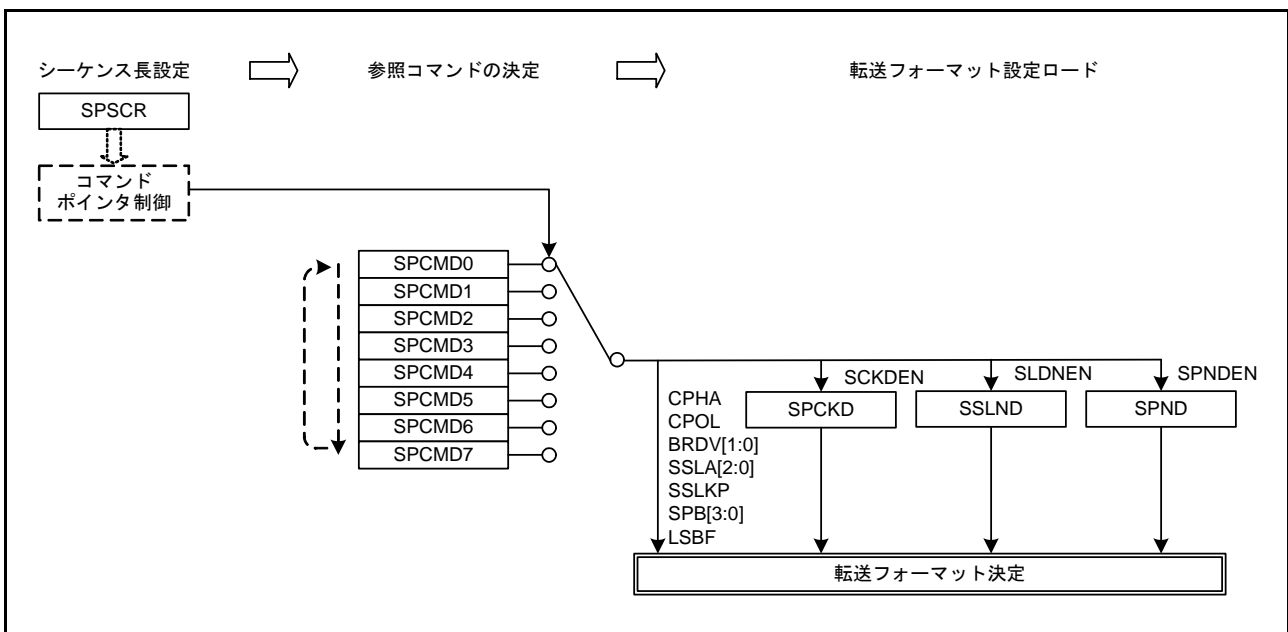 シーケンス長設定
参照コマンドの決定
転送フォーマット設定ロード
SPSCR
コマンド
ポインタ制御
SPCMD0
SPCMD1
SPCMD2
SPCMD3
SPCMD4
SPCMD5
SPCMD6
SPCMD7
CPHA
CPOL
BRDV[1:0]
SSLA[2:0]
SSLKP
SPB[3:0]
LSBF
SCKDEN
SPCKD
SLDNEN
SSLND
SPNDEN
SPND
転送フォーマット決定